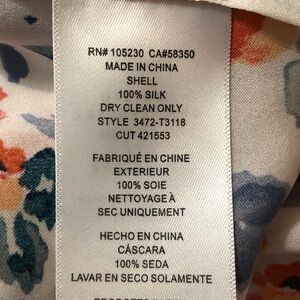 RN# 105230 CA#58350
MADE IN CHINA
SHELL
100% SILK
DRY CLEAN ONLY
STYLE 3472-T3118
CUT 421553
FABRIQUÉ EN CHINE
EXTERIEUR
100% SOIE
NETTOYAGE À
SEC UNIQUEMENT
HECHO EN CHINA
CÁSCARA
100% SEDA
LAVAR EN SECO SOLAMENTE